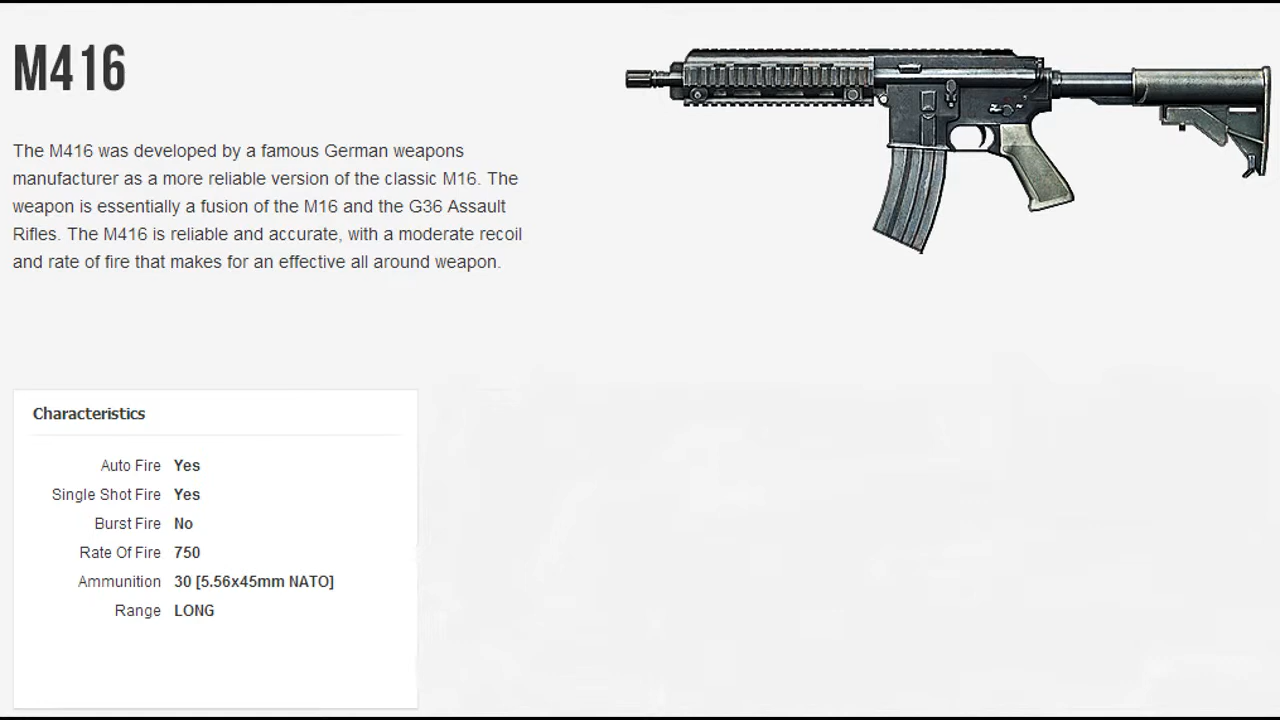 M416
The M416 was developed by a famous German weapons
manufacturer as a more reliable version of the classic M16. The
weapon is essentially a fusion of the M16 and the G36 Assault
Rifles. The M416 is reliable and accurate, with a moderate recoil
and rate of fire that makes for an effective all around weapon.
Characteristics
Auto Fire Yes
Single Shot Fire Yes
Burst Fire No
Rate Of Fire 750
Ammunition 30 [5.56x45mm NATO]
Range LONG